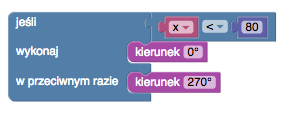 jeśli x < 80
wykonaj kierunek 0°
w przeciwnym razie kierunek 270°